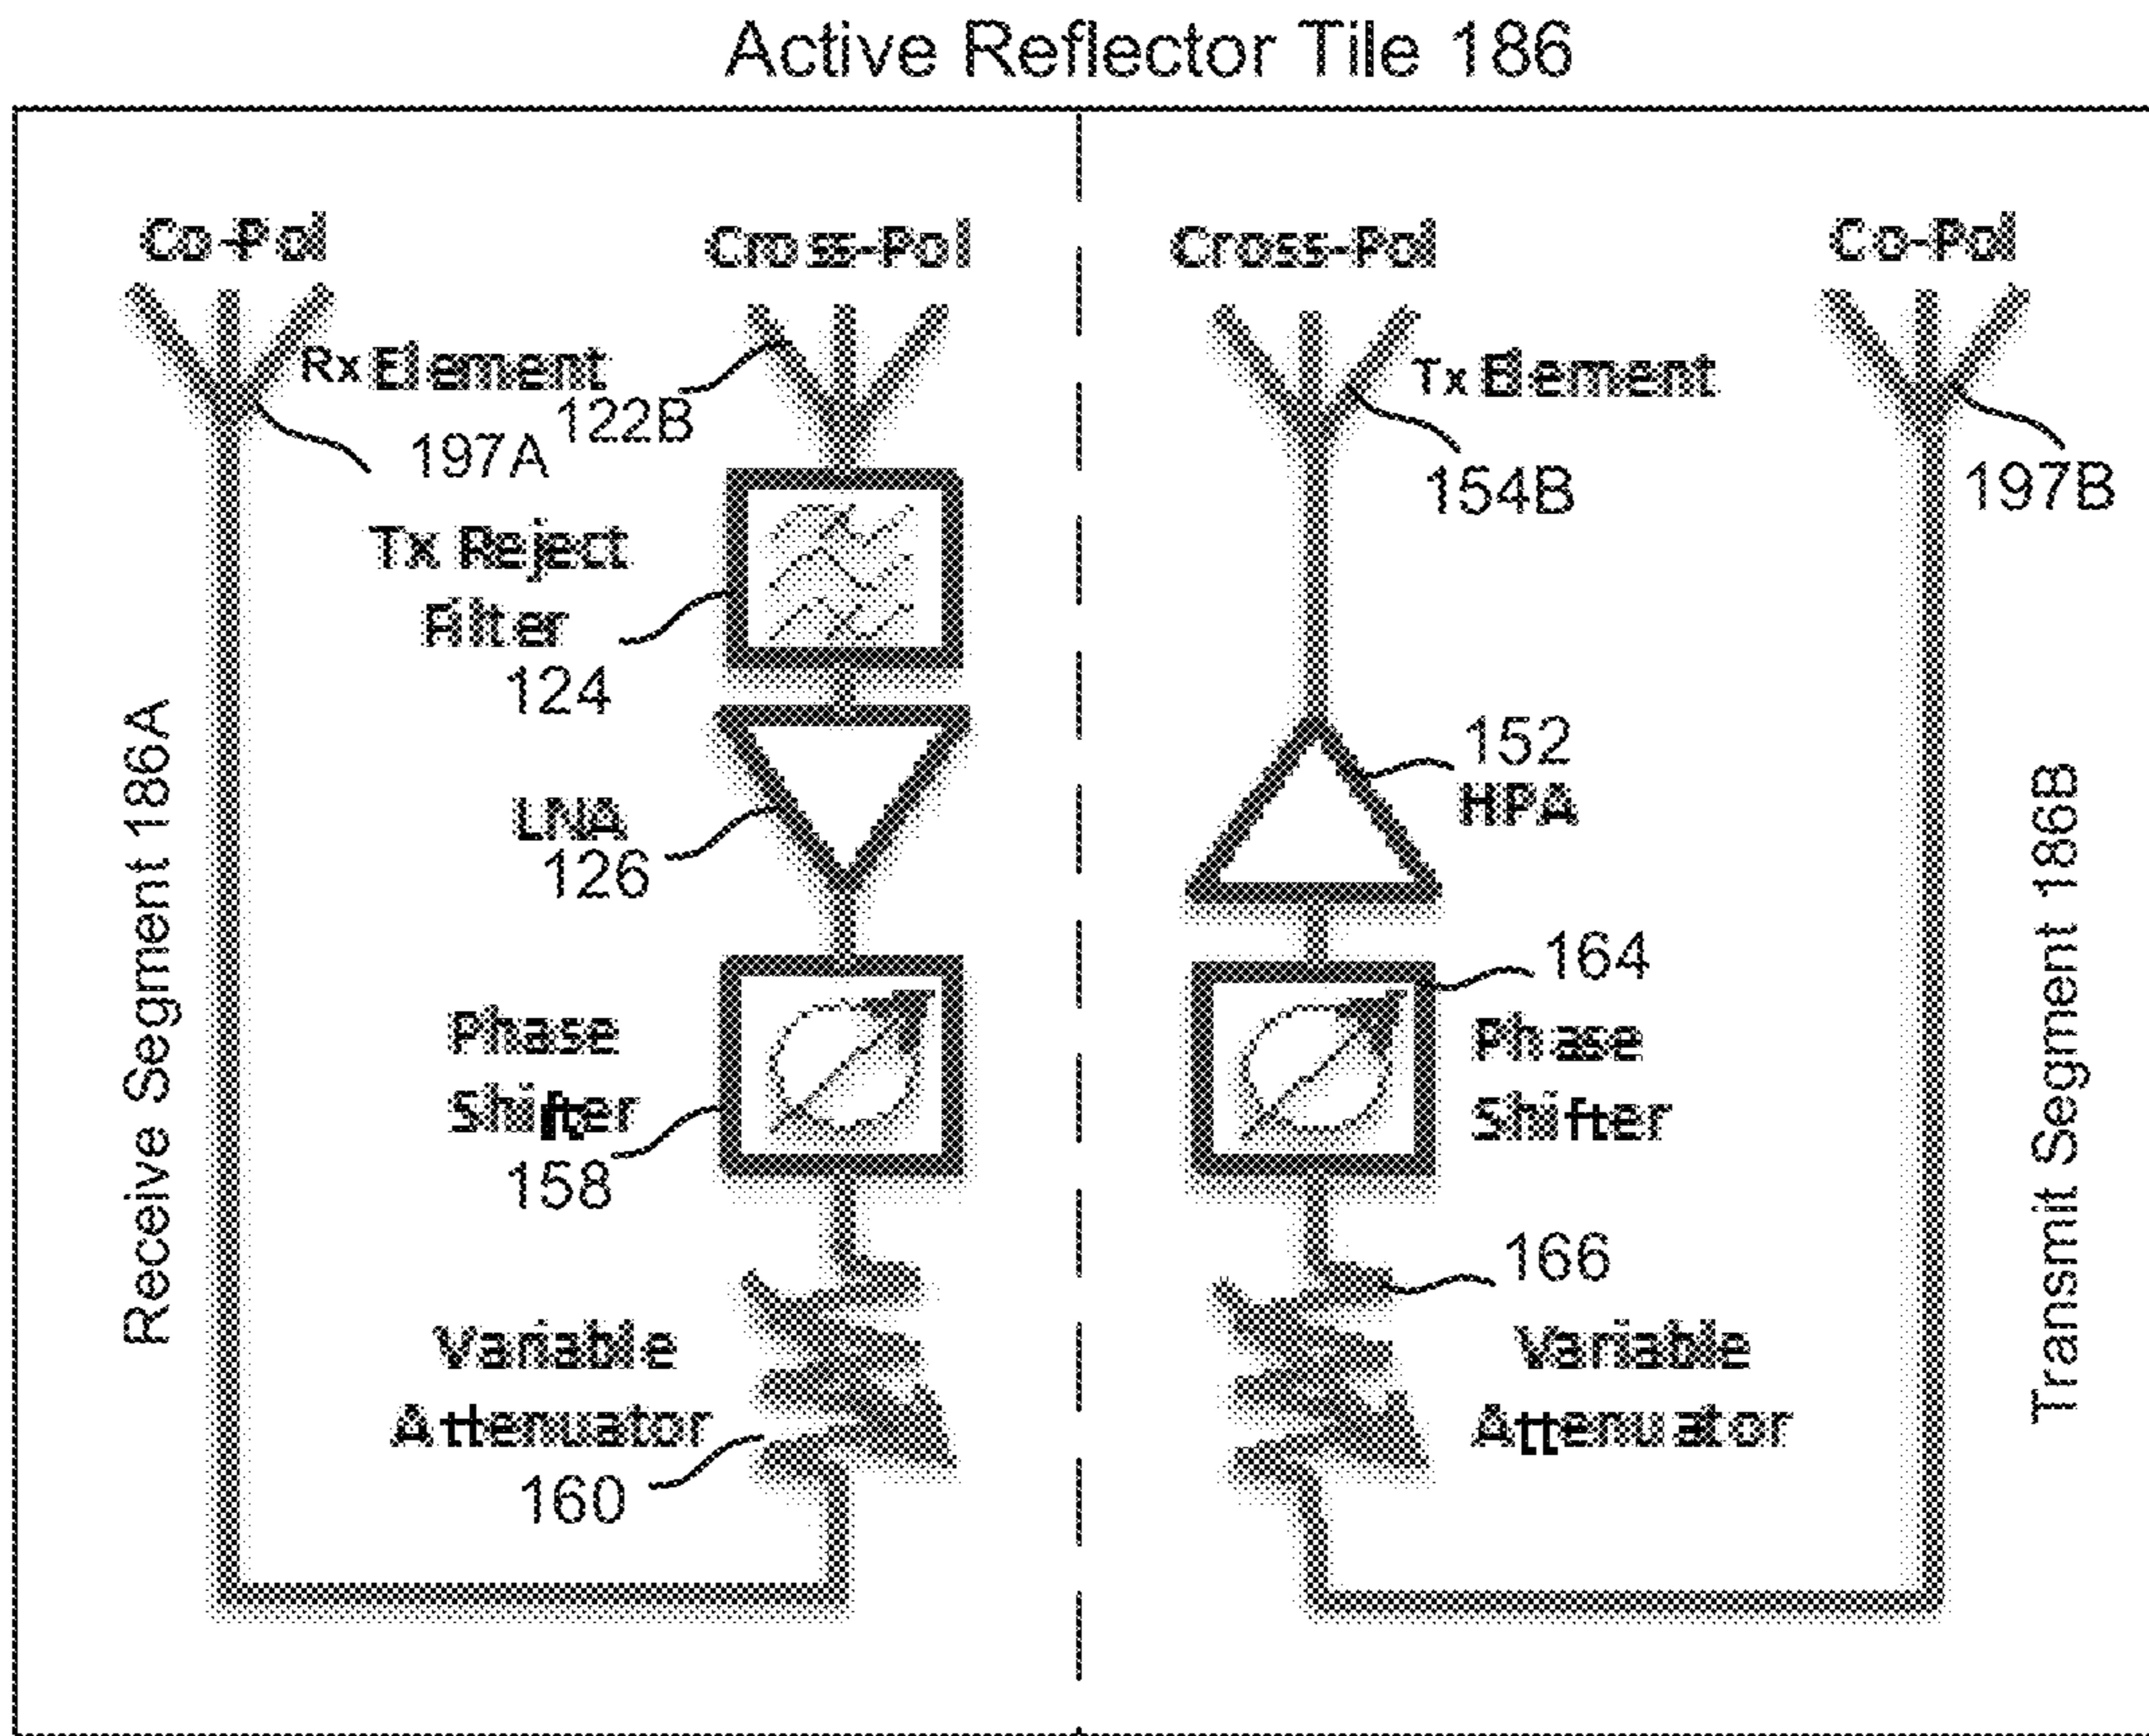 Active Reflector Tile 186
Co-Pol
Cross-Pol
Cross-Pol
Co-Pol
Rx Element
122B
197A
Tx Element
154B
197B
Tx Reject
Filter
124
LNA
126
152
HPA
Phase
Shifter
158
164
Phase
Shifter
Variable
Attenuator
160
166
Variable
Attenuator
Receive Segment 186A
Transmit Segment 186B